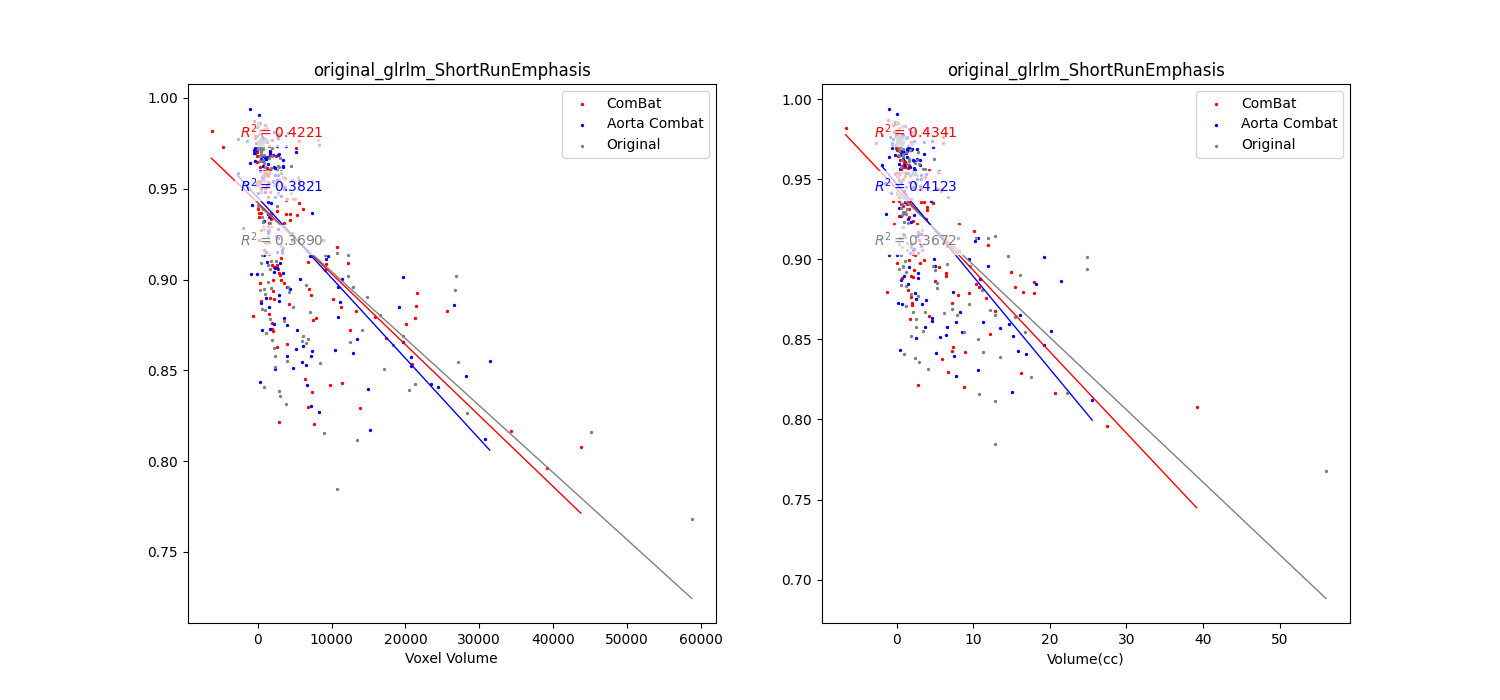 original_glrlm_ShortRunEmphasis
1.00
0.95
0.90
0.85
0.80
0.75
R² = 0.4221
R² = 0.3821
R² = 0.3690
ComBat
Aorta Combat
Original
0 10000 20000 30000 40000 50000 60000
Voxel Volume
original_glrlm_ShortRunEmphasis
1.00
0.95
0.90
0.85
0.80
0.75
0.70
R² = 0.4341
R² = 0.4123
R² = 0.3672
ComBat
Aorta Combat
Original
0 10 20 30 40 50
Volume(cc)